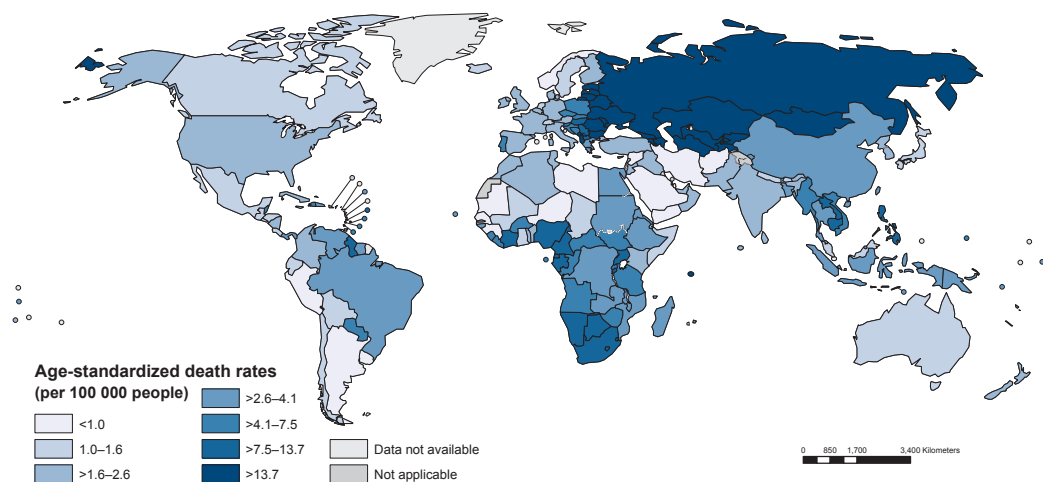 Age-standardized death rates
(per 100 000 people)
<1.0
1.0–1.6
>1.6–2.6
>2.6–4.1
>4.1–7.5
>7.5–13.7
>13.7
Data not available
Not applicable
0 850 1,700 3,400 Kilometers